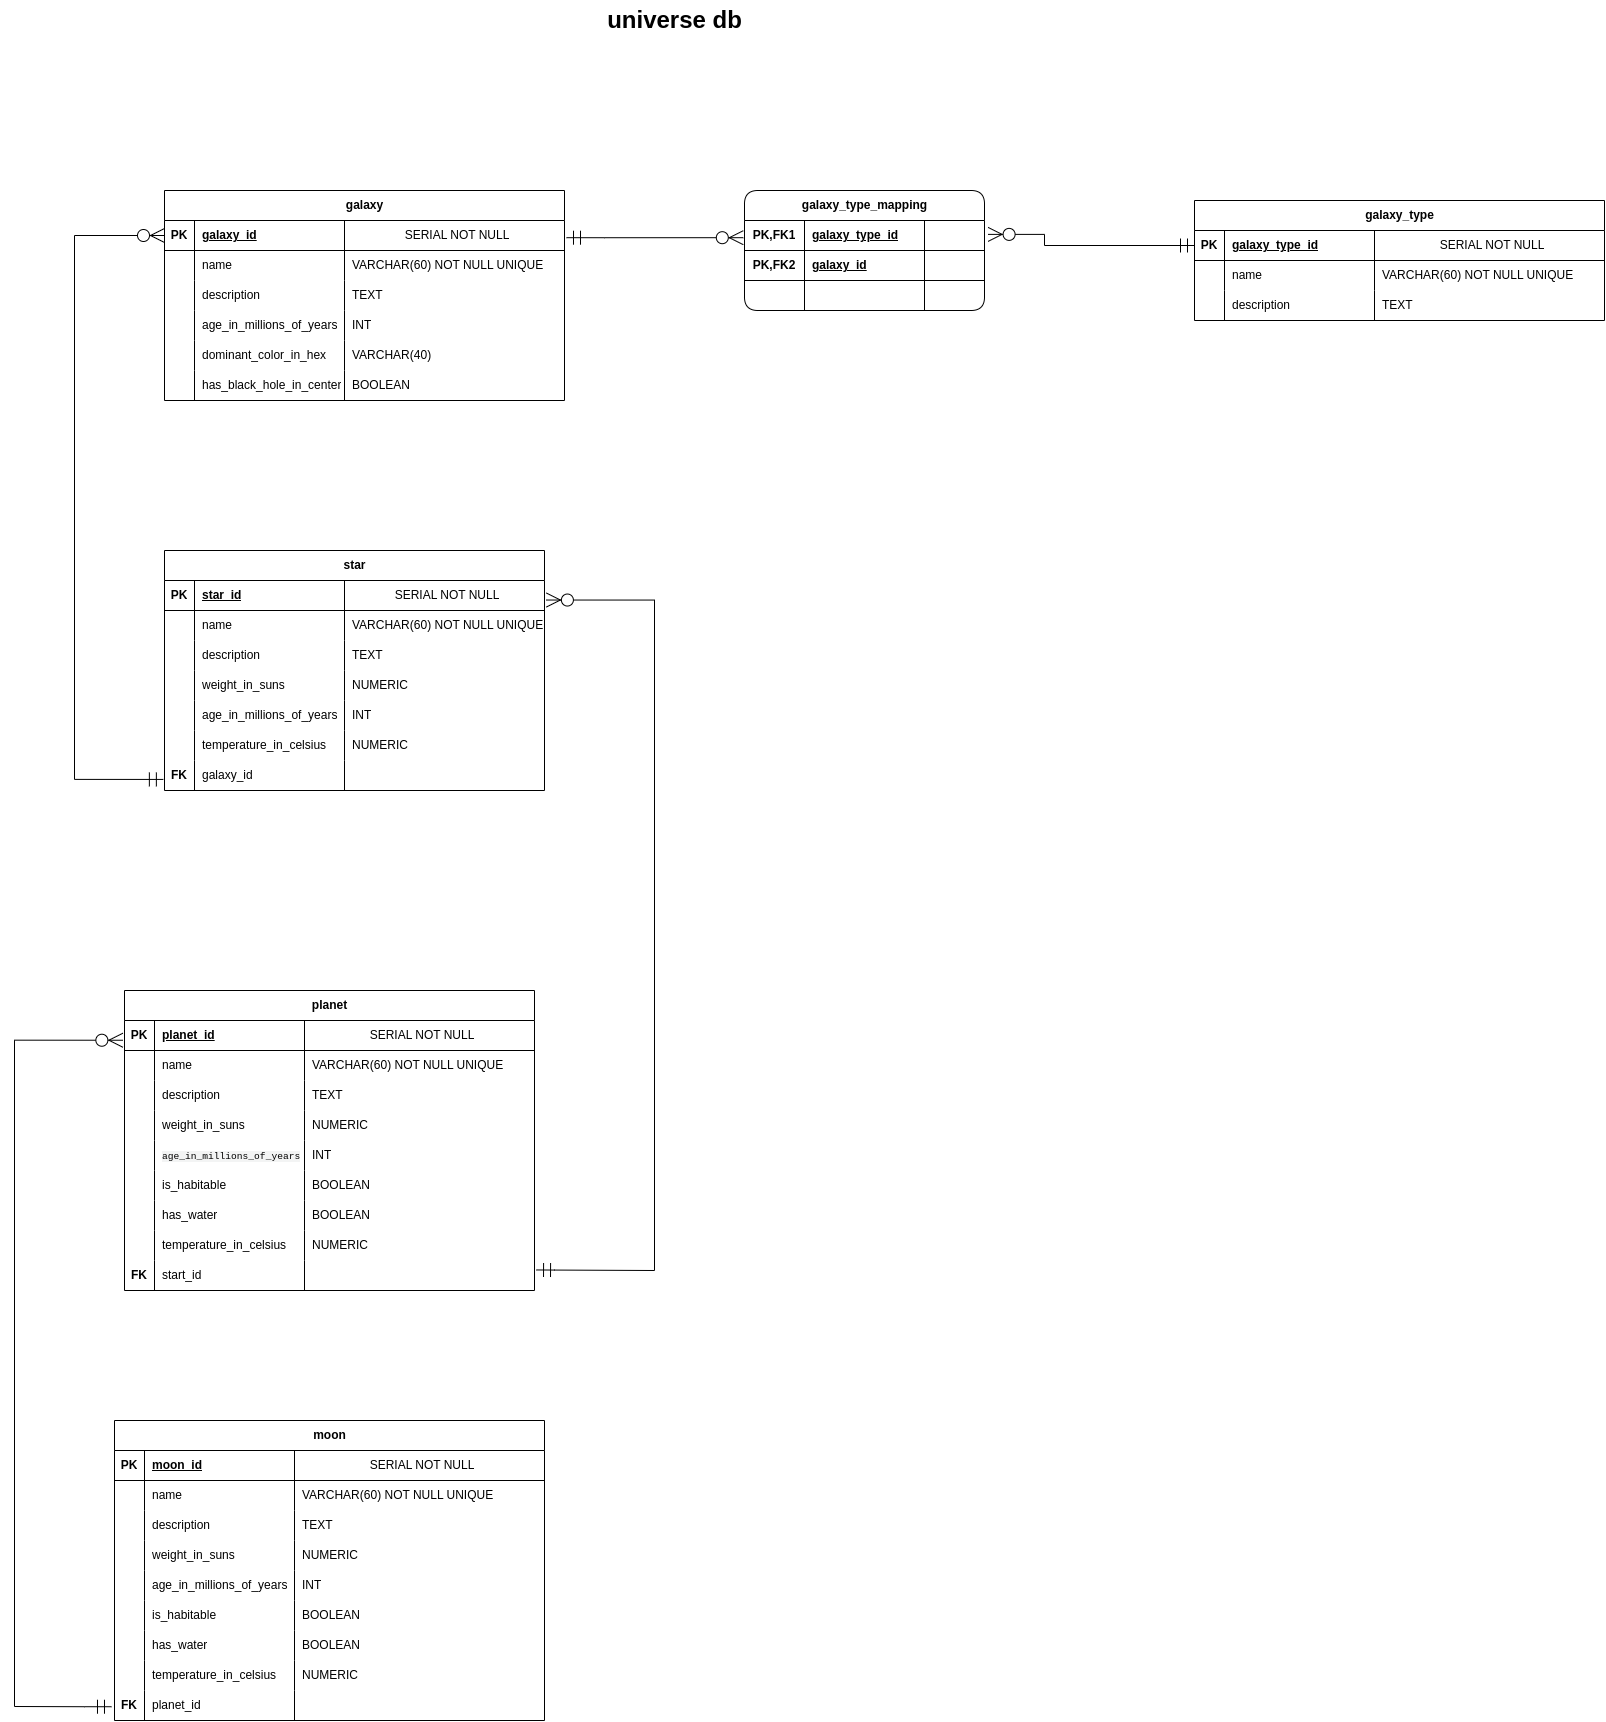 universe db
galaxy
PK galaxy_id SERIAL NOT NULL
name VARCHAR(60) NOT NULL UNIQUE
description TEXT
age_in_millions_of_years INT
dominant_color_in_hex VARCHAR(40)
has_black_hole_in_center BOOLEAN
galaxy_type_mapping
PK,FK1 galaxy_type_id
PK,FK2 galaxy_id
galaxy_type
PK galaxy_type_id SERIAL NOT NULL
name VARCHAR(60) NOT NULL UNIQUE
description TEXT
star
PK star_id SERIAL NOT NULL
name VARCHAR(60) NOT NULL UNIQUE
description TEXT
weight_in_suns NUMERIC
age_in_millions_of_years INT
temperature_in_celsius NUMERIC
FK galaxy_id
planet
PK planet_id SERIAL NOT NULL
name VARCHAR(60) NOT NULL UNIQUE
description TEXT
weight_in_suns NUMERIC
age_in_millions_of_years INT
is_habitable BOOLEAN
has_water BOOLEAN
temperature_in_celsius NUMERIC
FK start_id
moon
PK moon_id SERIAL NOT NULL
name VARCHAR(60) NOT NULL UNIQUE
description TEXT
weight_in_suns NUMERIC
age_in_millions_of_years INT
is_habitable BOOLEAN
has_water BOOLEAN
temperature_in_celsius NUMERIC
FK planet_id